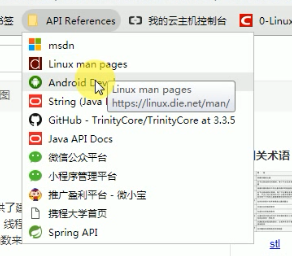 书签 API References 我的云主机控制台 0-Linux
msdn
Linux man pages
Android Dev
Linux man pages
https://linux.die.net/man/
String (Java
GitHub - TrinityCore/TrinityCore at 3.3.5
Java API Docs
微信公众平台
小程序管理平台
推广盈利平台 - 微小宝
携程大学首页
Spring API
图
相关术语
供了建
线程
数来
stl